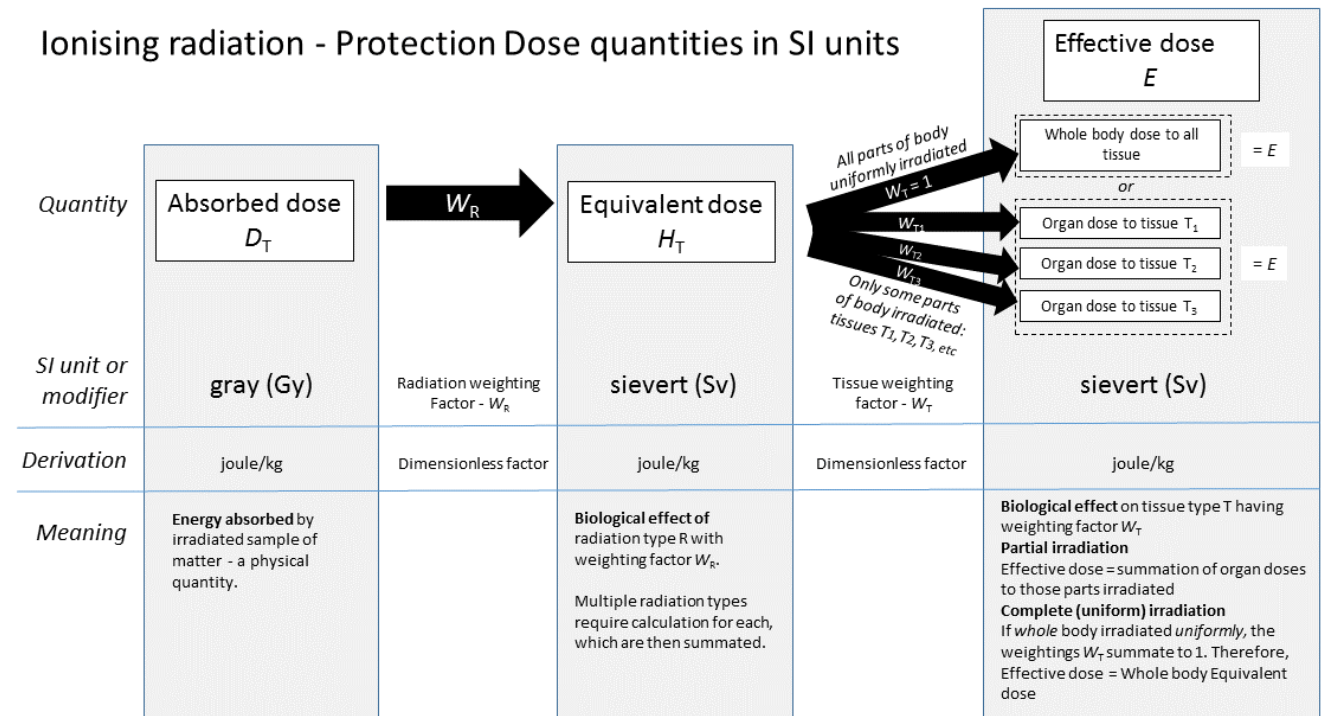 Ionising radiation - Protection Dose quantities in SI units
Effective dose
E
All parts of body
uniformly irradiated
Whole body dose to all
tissue
= E
WT = 1
or
Quantity
Absorbed dose
DT
WR
Equivalent dose
HT
WT1
Organ dose to tissue T1
WT2
Organ dose to tissue T2
= E
WT3
Organ dose to tissue T3
Only some parts
of body irradiated:
tissues T1, T2, T3, etc
SI unit or
modifier
gray (Gy)
Radiation weighting
Factor - WR
sievert (Sv)
Tissue weighting
factor - WT
sievert (Sv)
Derivation
joule/kg
Dimensionless factor
joule/kg
Dimensionless factor
joule/kg
Meaning
Energy absorbed by
irradiated sample of
matter - a physical
quantity.
Biological effect of
radiation type R with
weighting factor WR.
Multiple radiation types
require calculation for each,
which are then summated.
Biological effect on tissue type T having
weighting factor WT
Partial irradiation
Effective dose = summation of organ doses
to those parts irradiated
Complete (uniform) irradiation
If whole body irradiated uniformly, the
weightings WT summate to 1. Therefore,
Effective dose = Whole body Equivalent
dose